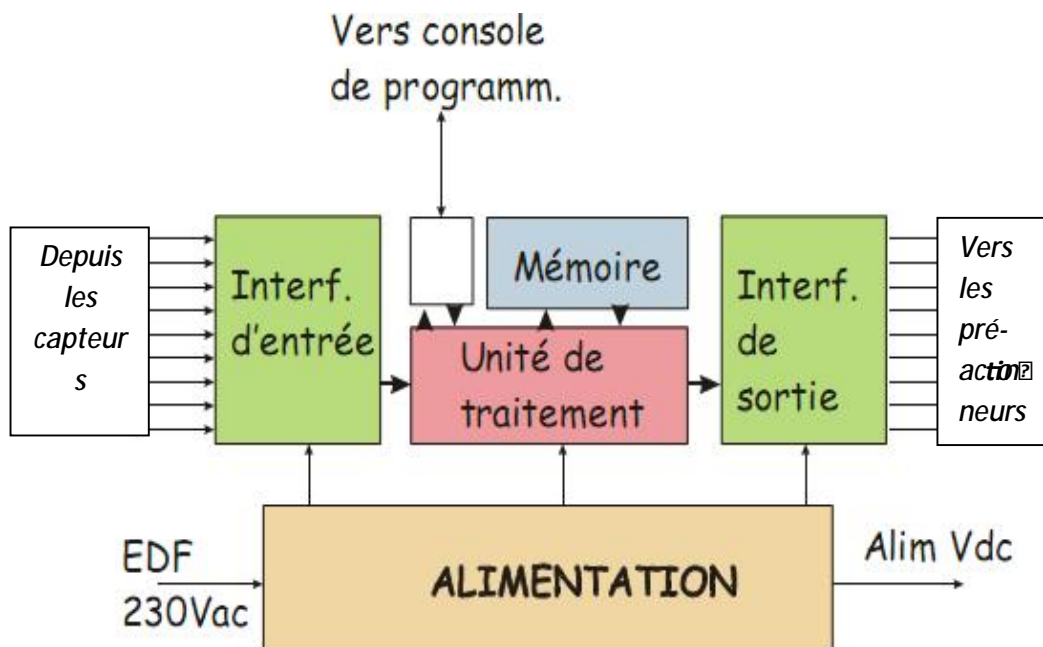 Vers console
de programm.
Depuis
les
capteur
s
Interf.
d'entrée
Mémoire
Unité de
traitement
Interf.
de
sortie
Vers
les
pré-
neurs
EDF
230Vac
ALIMENTATION
Alim Vdc